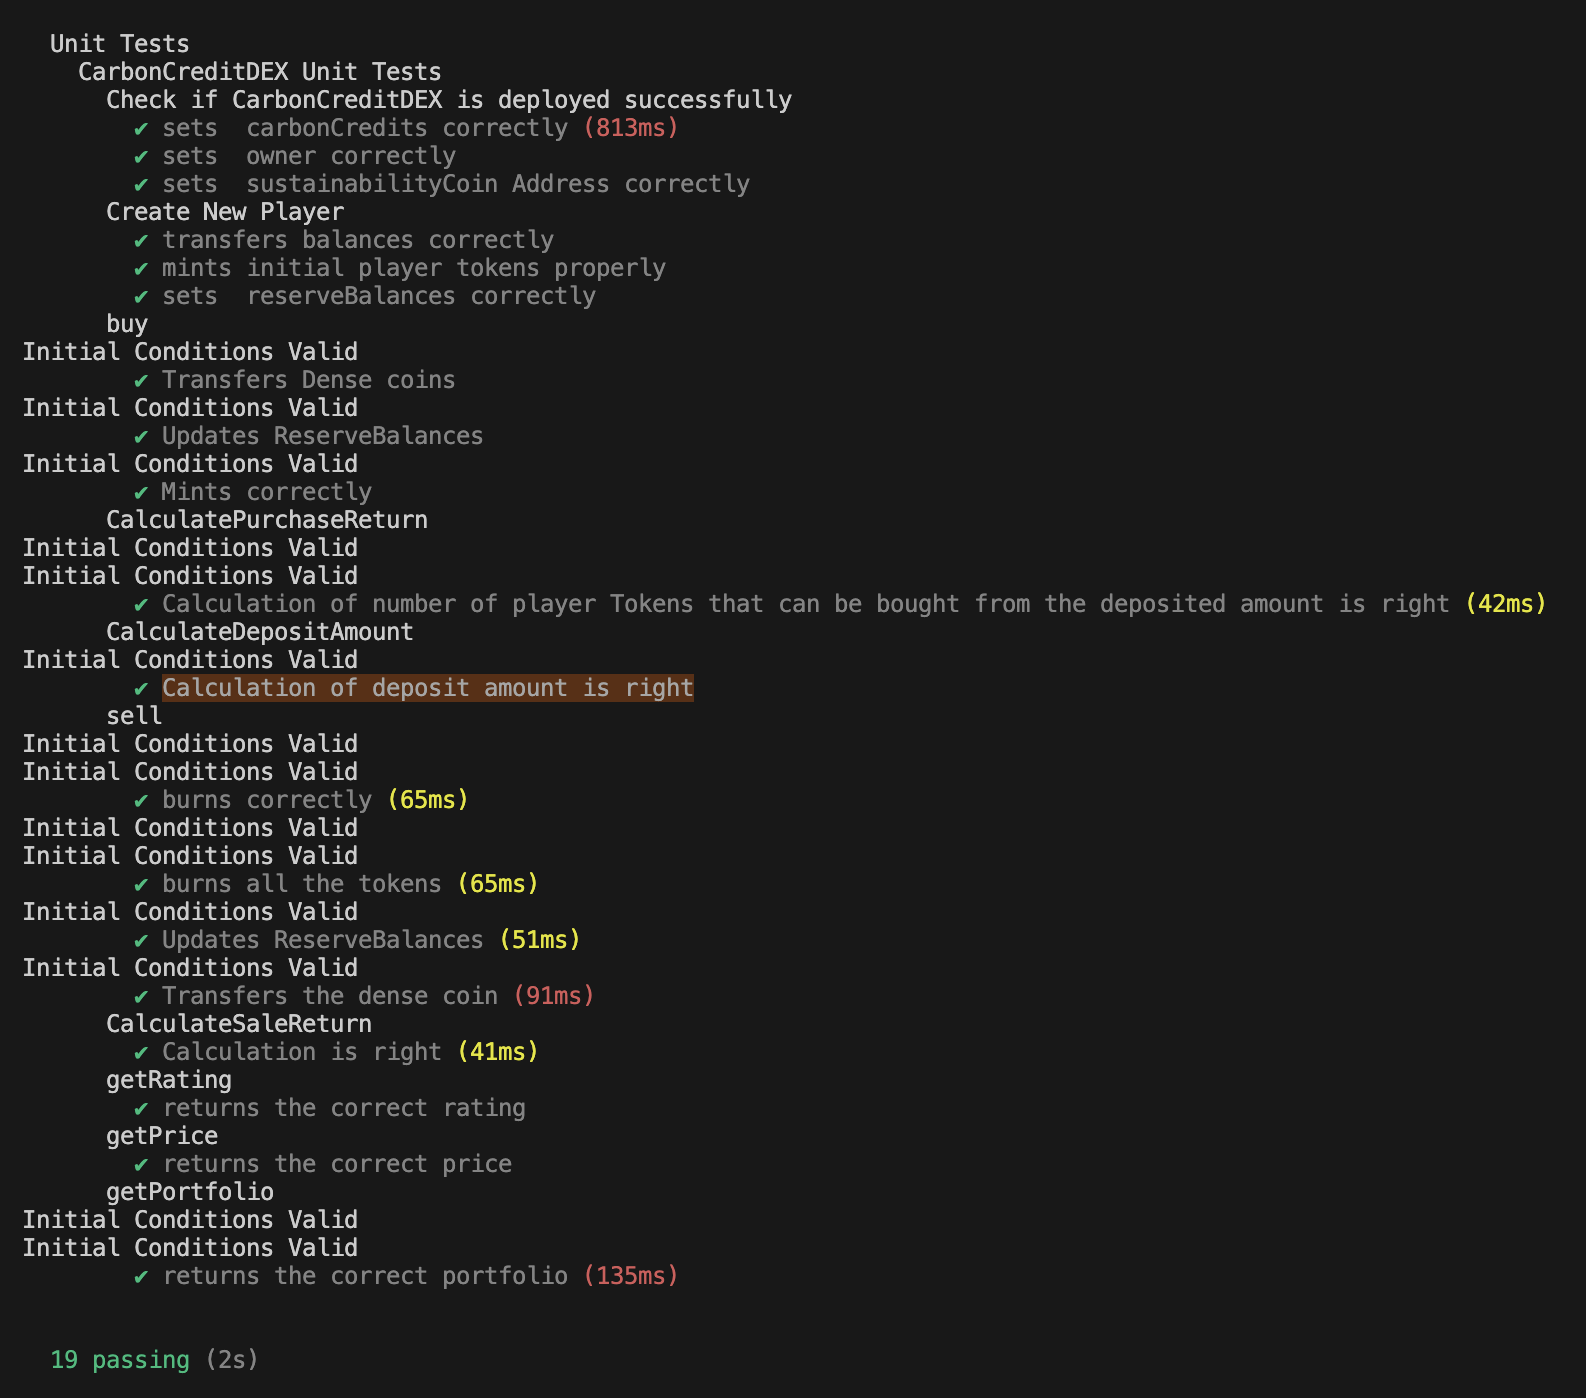 Unit Tests
CarbonCreditDEX Unit Tests
Check if CarbonCreditDEX is deployed successfully
✔ sets  carbonCredits correctly (813ms)
✔ sets  owner correctly
✔ sets  sustainabilityCoin Address correctly
Create New Player
✔ transfers balances correctly
✔ mints initial player tokens properly
✔ sets  reserveBalances correctly
buy
Initial Conditions Valid
✔ Transfers Dense coins
Initial Conditions Valid
✔ Updates ReserveBalances
Initial Conditions Valid
✔ Mints correctly
CalculatePurchaseReturn
Initial Conditions Valid
Initial Conditions Valid
✔ Calculation of number of player Tokens that can be bought from the deposited amount is right (42ms)
CalculateDepositAmount
Initial Conditions Valid
✔ Calculation of deposit amount is right
sell
Initial Conditions Valid
Initial Conditions Valid
✔ burns correctly (65ms)
Initial Conditions Valid
Initial Conditions Valid
✔ burns all the tokens (65ms)
Initial Conditions Valid
✔ Updates ReserveBalances (51ms)
Initial Conditions Valid
✔ Transfers the dense coin (91ms)
CalculateSaleReturn
✔ Calculation is right (41ms)
getRating
✔ returns the correct rating
getPrice
✔ returns the correct price
getPortfolio
Initial Conditions Valid
Initial Conditions Valid
✔ returns the correct portfolio (135ms)
19 passing (2s)